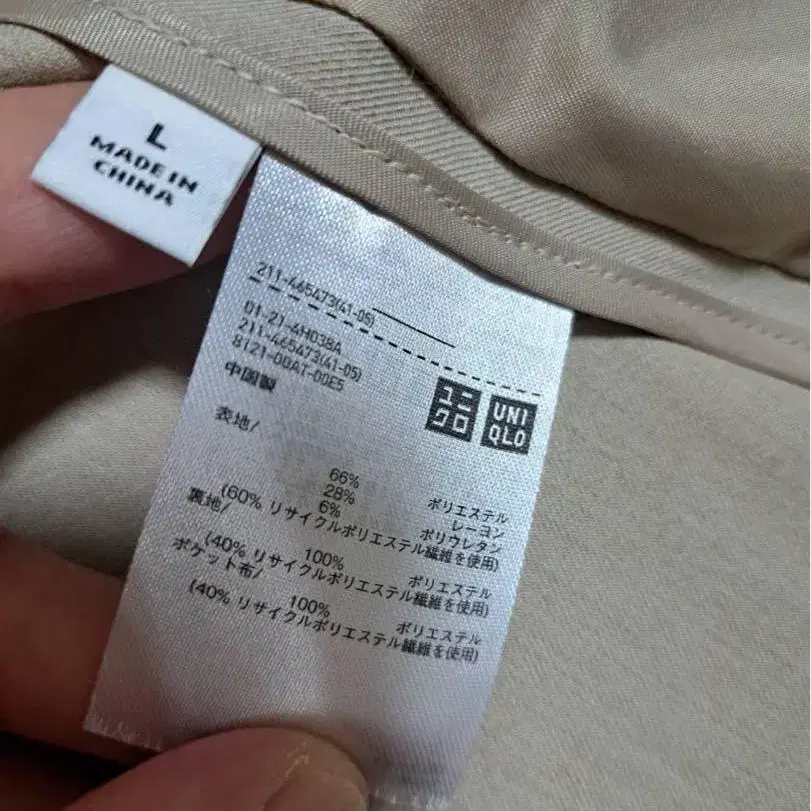 L
MADE IN
CHINA
211-465473(41-05)
01-21-4H038A
211-465473(41-05)
8121-00AT-00E5
中国製
ユニ
クロ
UNI
QLO
表地/
66% ポリエステル
28% レーヨン
6% ポリウレタン
(60% リサイクルポリエステル繊維を使用)
裏地/
100% ポリエステル
(40% リサイクルポリエステル繊維を使用)
ポケット布/
100% ポリエステル
(40% リサイクルポリエステル繊維を使用)